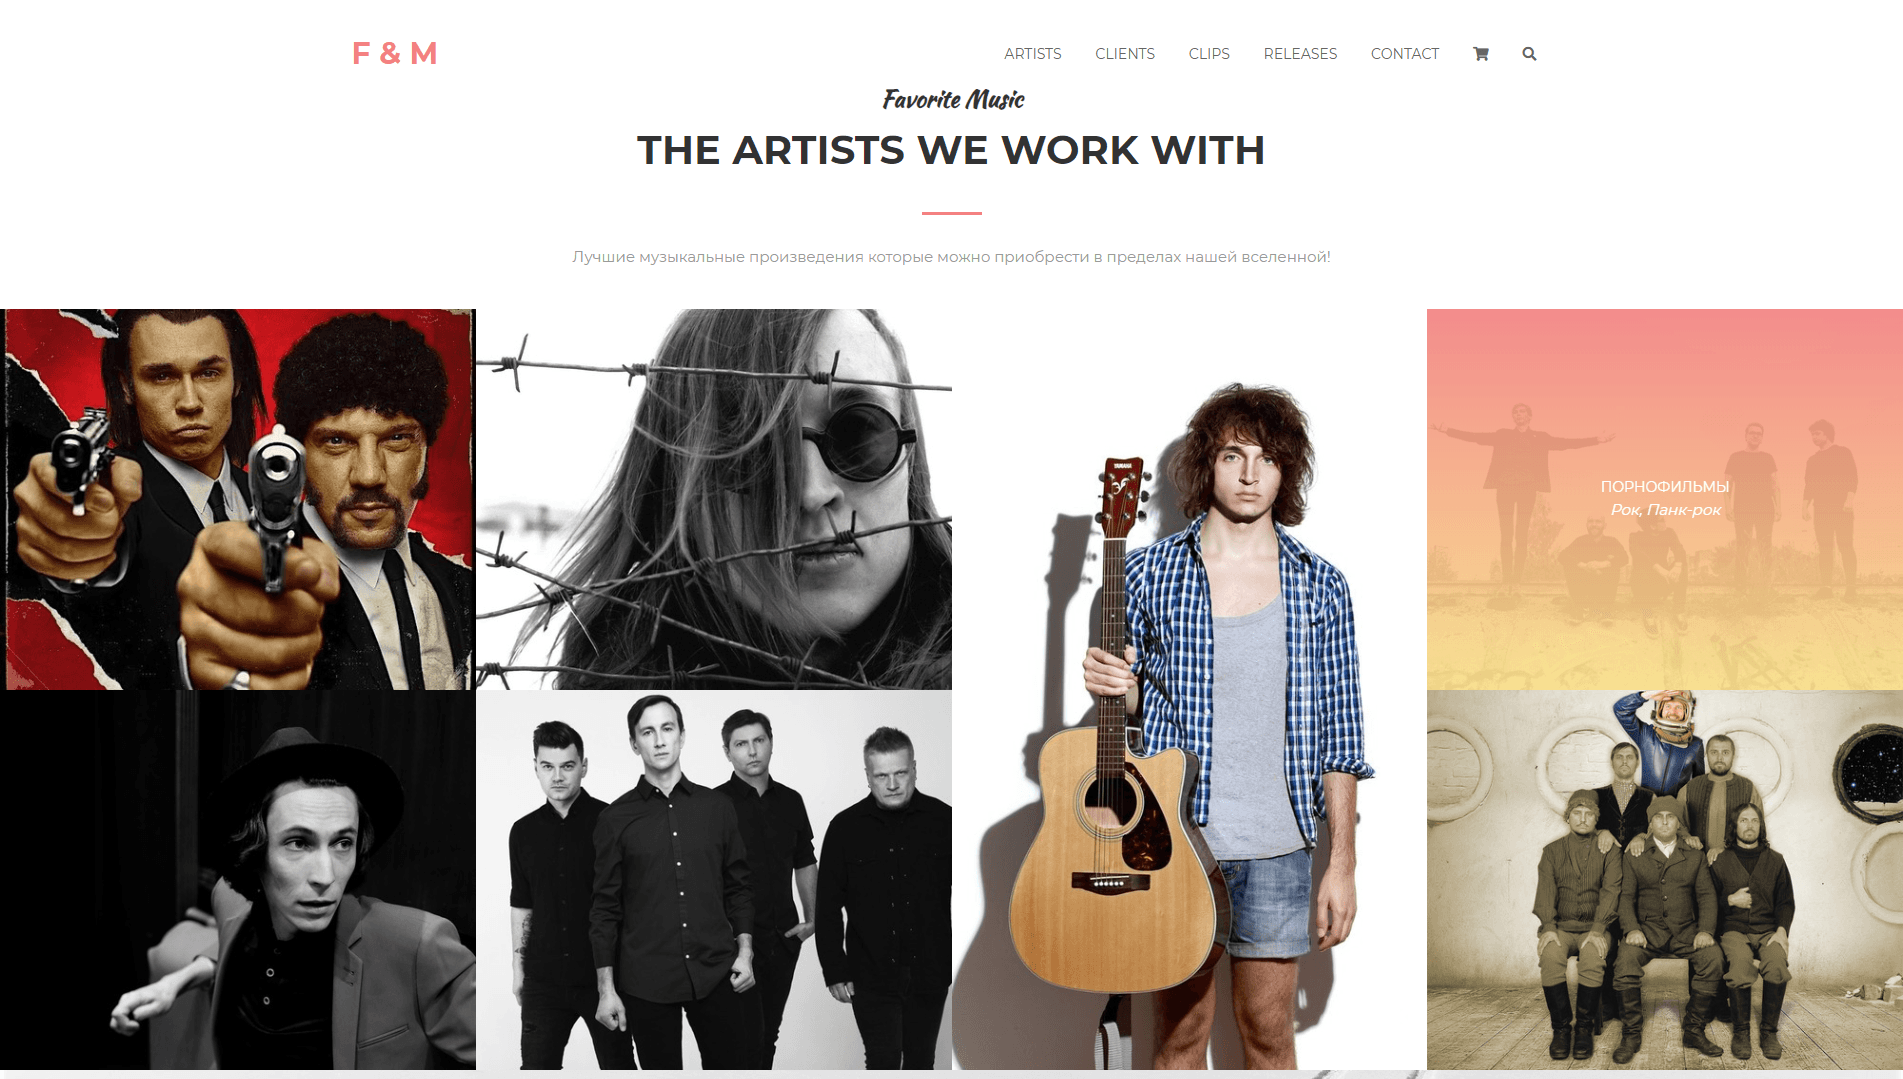 F & M
ARTISTS
CLIENTS
CLIPS
RELEASES
CONTACT
Favorite Music
THE ARTISTS WE WORK WITH
Лучшие музыкальные произведения которые можно приобрести в пределах нашей вселенной!
YAMAHA
ПОРНОФИЛЬМЫ
Рок, Панк-рок